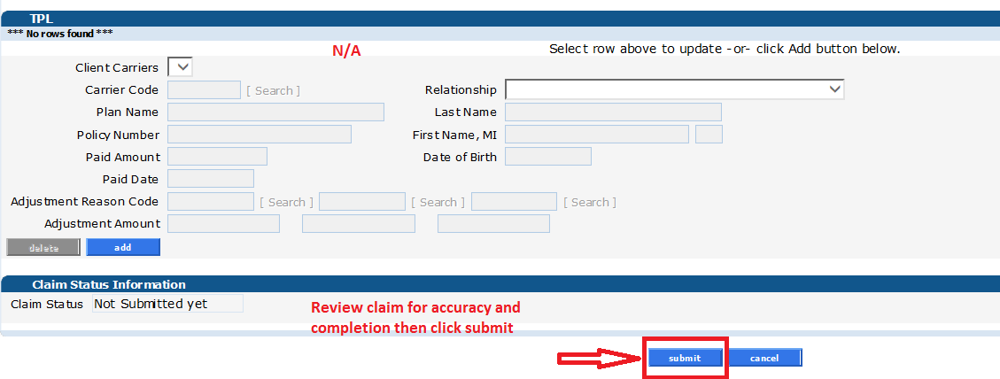 TPL
*** No rows found ***
N/A
Select row above to update -or- click Add button below.
Client Carriers
Carrier Code [ Search ] Relationship
Plan Name Last Name
Policy Number First Name, MI
Paid Amount Date of Birth
Paid Date
Adjustment Reason Code [ Search ] [ Search ] [ Search ]
Adjustment Amount
delete add
Claim Status Information
Claim Status Not Submitted yet
Review claim for accuracy and
completion then click submit
submit cancel